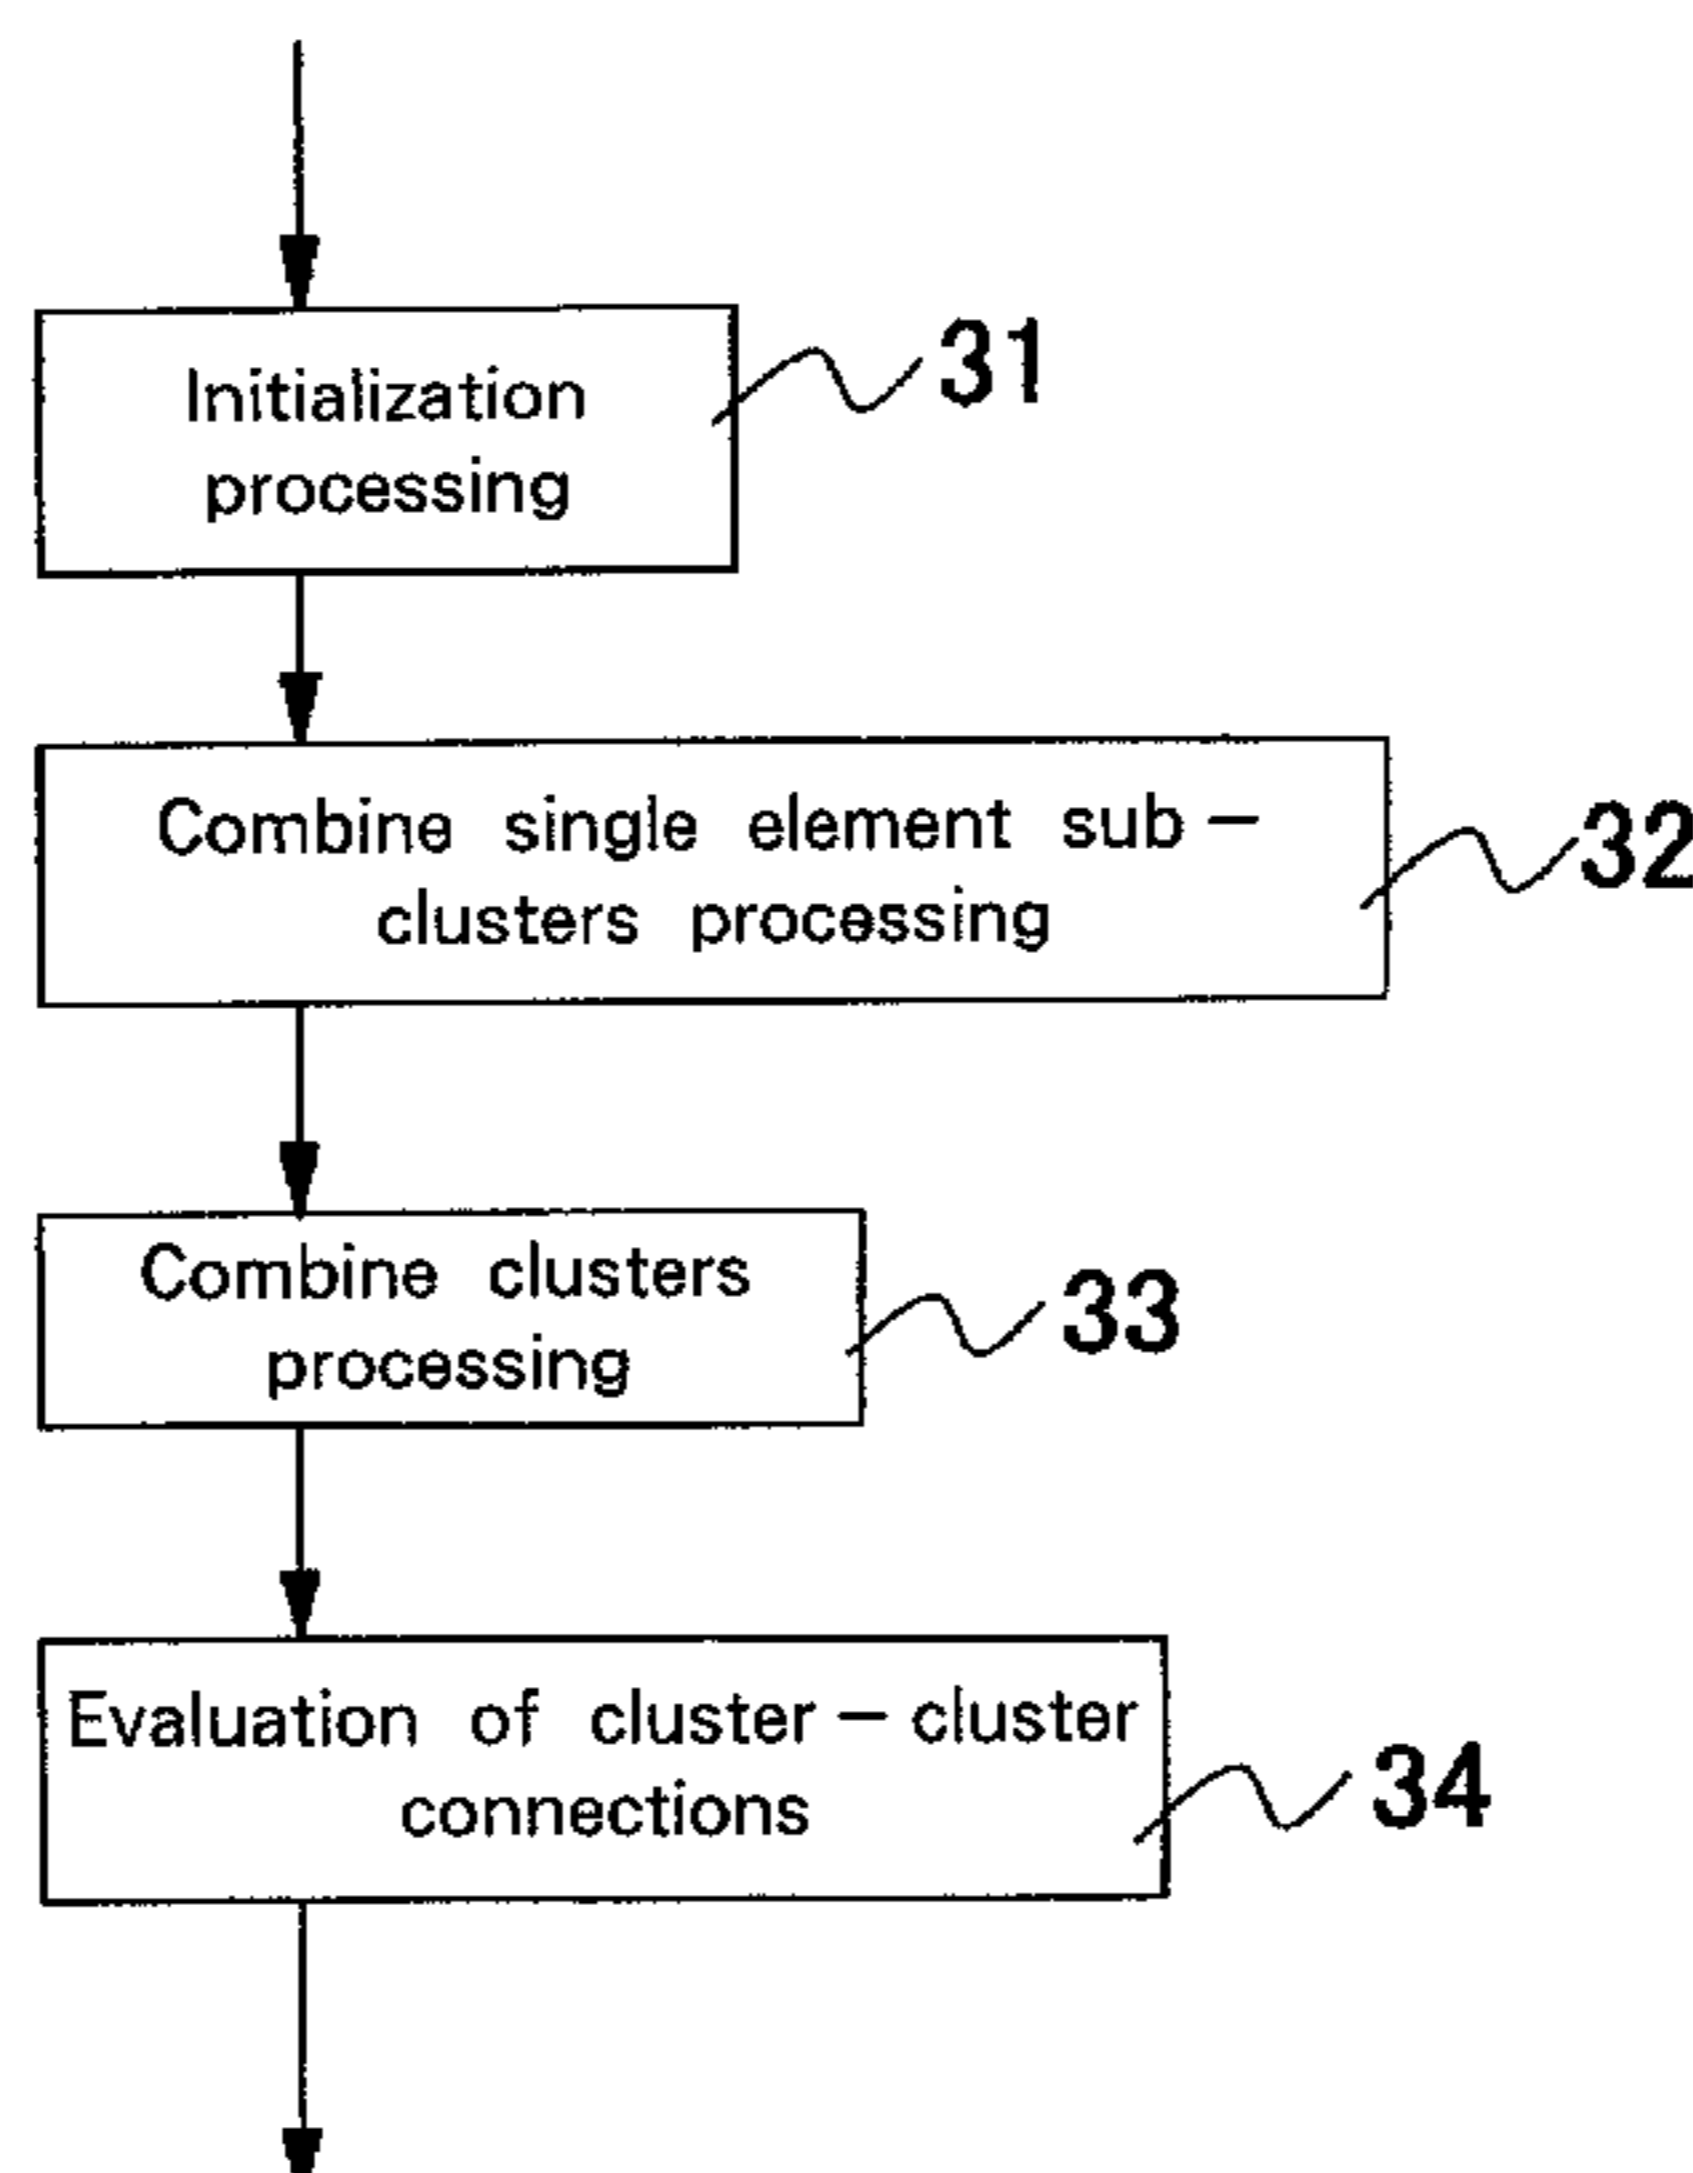 Initialization
processing
31
Combine single element sub-
clusters processing
32
Combine clusters
processing
33
Evaluation of cluster-cluster
connections
34